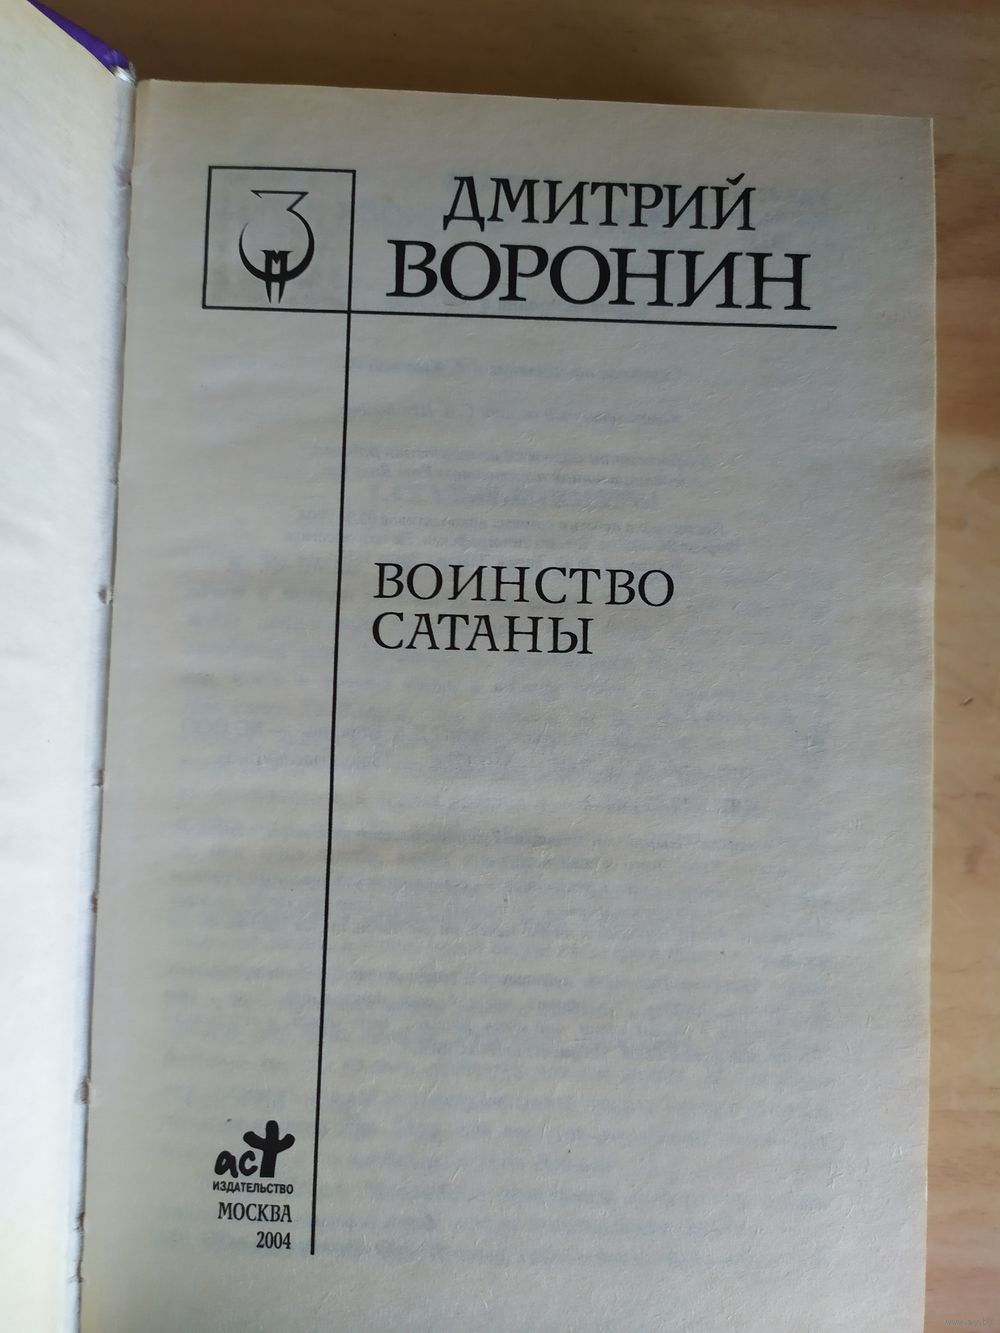 ДМИТРИЙ
ВОРОНИН
ВОИНСТВО
САТАНЫ
аст
ИЗДАТЕЛЬСТВО
МОСКВА
2004